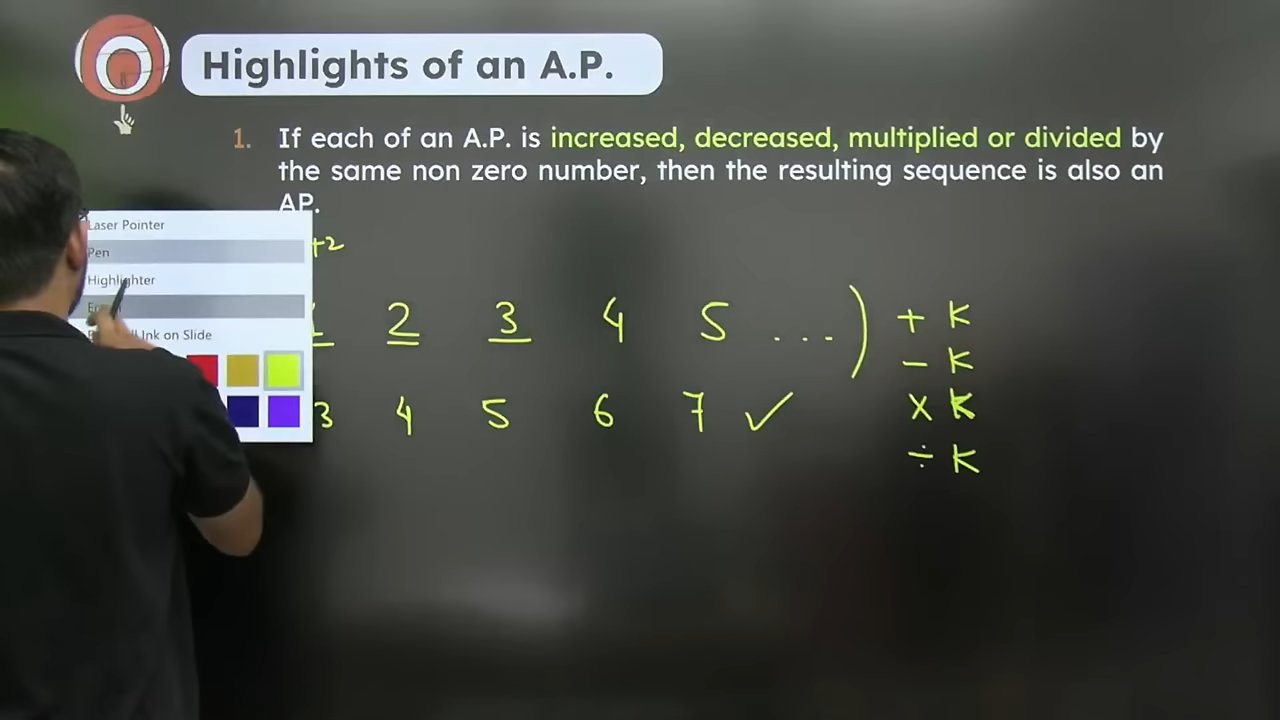 Highlights of an A.P.
1. If each of an A.P. is increased, decreased, multiplied or divided by
the same non zero number, then the resulting sequence is also an
AP.
Laser Pointer
Pen
+2
Highlighter
Ink on Slide
2 3 4 5 ...) + K
- K
3 4 5 6 7 ✓ × K
÷ K